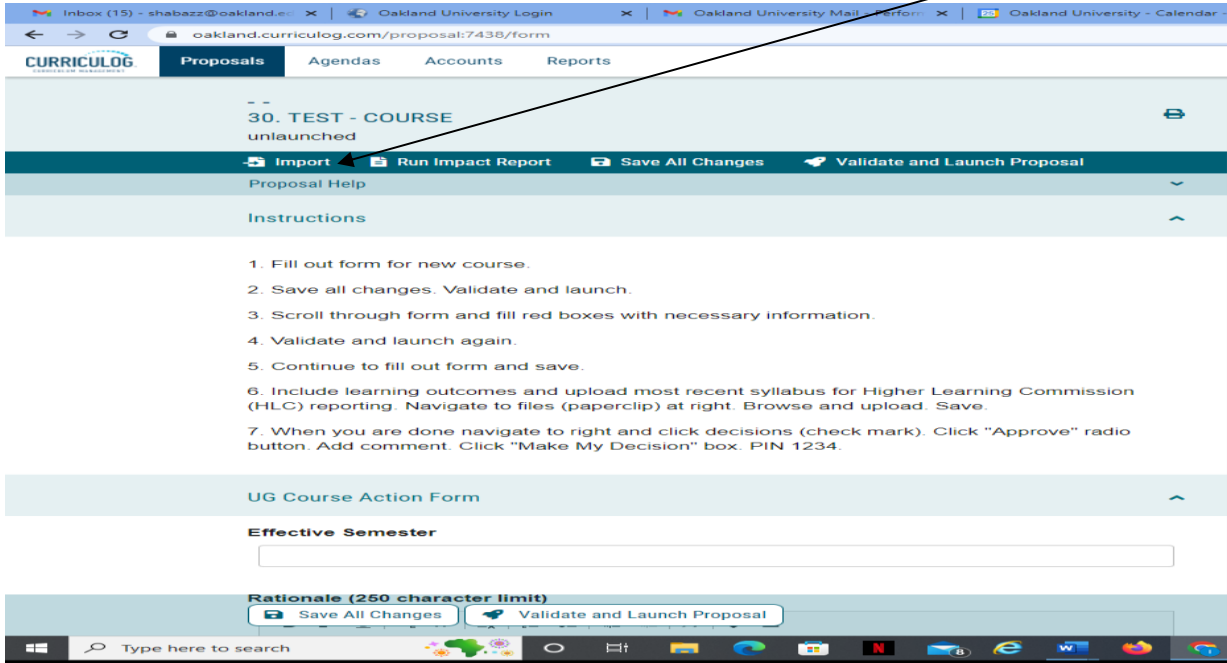 Inbox (15) - shabazz@oakland.ed
Oakland University Login
Oakland University Mail - Perform
Oakland University - Calendar -
oakland.curriculog.com/proposal:7438/form
CURRICULOG
CURRICULUM MANAGEMENT
Proposals Agendas Accounts Reports
- -
30. TEST - COURSE
unlaunched
Import Run Impact Report Save All Changes Validate and Launch Proposal
Proposal Help
Instructions
1. Fill out form for new course.
2. Save all changes. Validate and launch.
3. Scroll through form and fill red boxes with necessary information.
4. Validate and launch again.
5. Continue to fill out form and save.
6. Include learning outcomes and upload most recent syllabus for Higher Learning Commission
(HLC) reporting. Navigate to files (paperclip) at right. Browse and upload. Save.
7. When you are done navigate to right and click decisions (check mark). Click "Approve" radio
button. Add comment. Click "Make My Decision" box. PIN 1234.
UG Course Action Form
Effective Semester
Rationale (250 character limit)
Save All Changes Validate and Launch Proposal
Type here to search